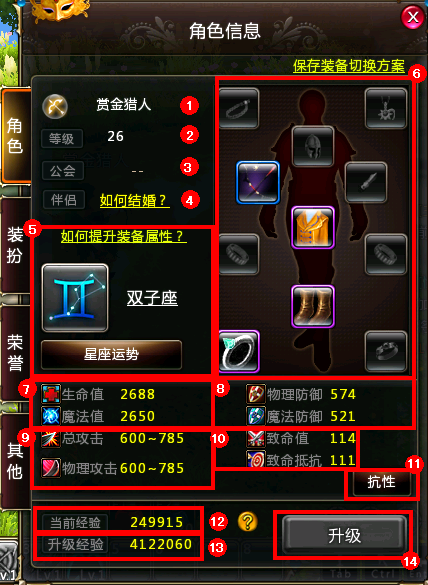 角色信息
X
保存装备切换方案
6
角色
装扮
荣誉
其他
赏金猎人
1
等级
26
2
公会
--
3
伴侣
如何结婚？
4
5
如何提升装备属性？
双子座
星座运势
7
生命值 2688
魔法值 2650
8
物理防御 574
魔法防御 521
9
总攻击 600~785
物理攻击 600~785
10
致命值 114
致命抵抗 111
11
抗性
当前经验 249915
12
?
升级经验 4122060
13
升级
14